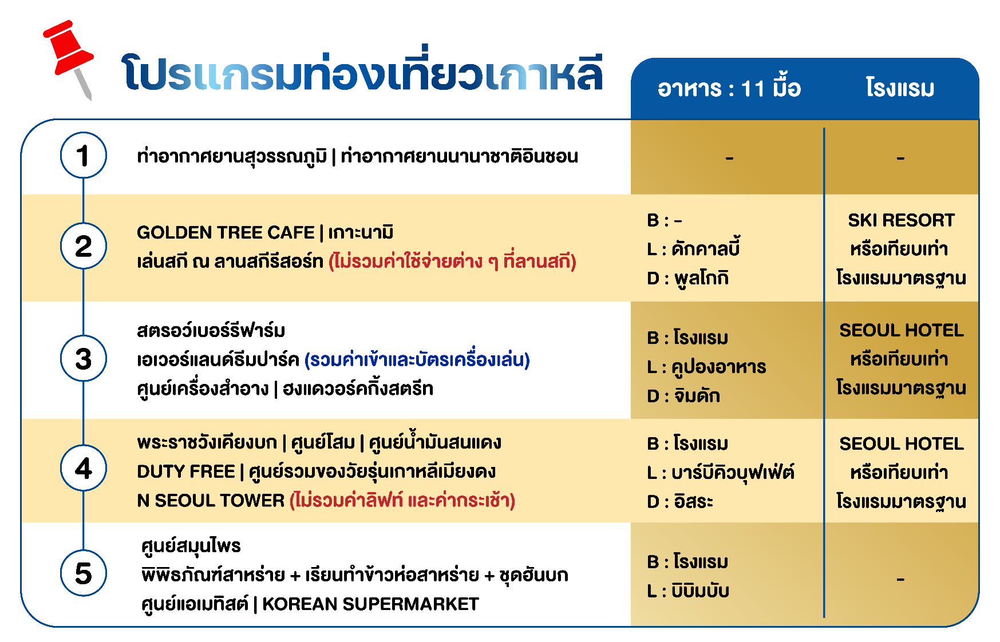 โปรแกรมท่องเที่ยวเกาหลี
อาหาร : 11 มื้อ
โรงแรม
1
ท่าอากาศยานสุวรรณภูมิ | ท่าอากาศยานนานาชาติอินชอน
-
-
2
GOLDEN TREE CAFE | เกาะนามิ
เล่นสกี ณ ลานสกีรีสอร์ท (ไม่รวมค่าใช้จ่ายต่าง ๆ ที่ลานสกี)
B : -
L : ดักคาลบี้
D : พูลโกกิ
SKI RESORT
หรือเทียบเท่า
โรงแรมมาตรฐาน
3
สตรอว์เบอร์รีฟาร์ม
เอเวอร์แลนด์ธีมปาร์ค (รวมค่าเข้าและบัตรเครื่องเล่น)
ศูนย์เครื่องสำอาง | ฮงแดวอร์คกิ้งสตรีท
B : โรงแรม
L : คูปองอาหาร
D : จิมดัก
SEOUL HOTEL
หรือเทียบเท่า
โรงแรมมาตรฐาน
4
พระราชวังเคียงบก | ศูนย์โสม | ศูนย์น้ำมันสนแดง
DUTY FREE | ศูนย์รวมของวัยรุ่นเกาหลีเมียงดง
N SEOUL TOWER (ไม่รวมค่าลิฟท์ และค่ากระเช้า)
B : โรงแรม
L : บาร์บีคิวบุฟเฟ่ต์
D : อิสระ
SEOUL HOTEL
หรือเทียบเท่า
โรงแรมมาตรฐาน
5
ศูนย์สมุนไพร
พิพิธภัณฑ์สาหร่าย + เรียนทำข้าวห่อสาหร่าย + ชุดฮันบก
ศูนย์แอเมทิสต์ | KOREAN SUPERMARKET
B : โรงแรม
L : บิบิมบับ
-